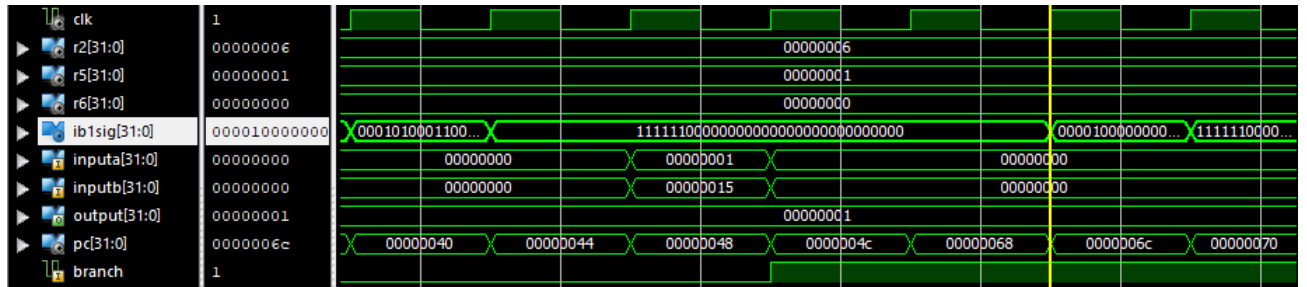 clk 1
r2[31:0] 00000006 00000006
r5[31:0] 00000001 00000001
r6[31:0] 00000000 00000000
ib1sig[31:0] 000010000000 0001010001100... 11111100000000000000000000000000 0000100000000... 1111110000...
inputa[31:0] 00000000 00000000 00000001 00000000
inputb[31:0] 00000000 00000000 00000015 00000000
output[31:0] 00000001 00000001
pc[31:0] 0000006c 00000040 00000044 00000048 0000004c 00000068 0000006c 00000070
branch 1